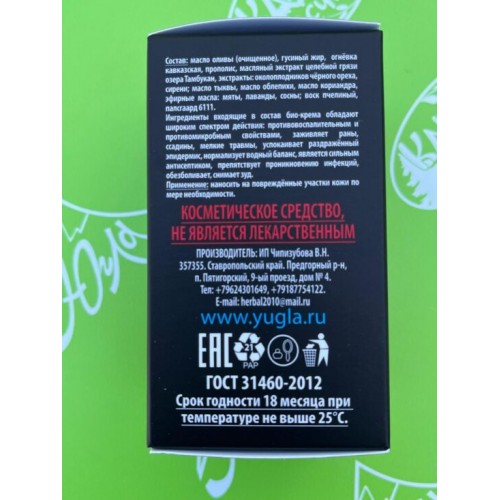 Состав: масло оливы (очищенное), гусиный жир, огнёвка
кавказская, прополис, масляный экстракт целебной грязи
озера Тамбукан, экстракты: околоплодников чёрного ореха,
сирени; масло тыквы, масло облепихи, масло кориандра,
эфирные масла: мяты, лаванды, сосны; воск пчелиный,
палсгаард 6111.
Ингредиенты входящие в состав био-крема обладают
широким спектром действия: противовоспалительным и
противомикробным свойствами, заживляет раны,
ссадины, мелкие травмы, успокаивает раздражённый
эпидермис, нормализует водный баланс, является сильным
антисептиком, препятствует проникновению инфекций,
обезболивает, снимает зуд.
Применение: наносить на повреждённые участки кожи по
мере необходимости.
КОСМЕТИЧЕСКОЕ СРЕДСТВО,
НЕ ЯВЛЯЕТСЯ ЛЕКАРСТВЕННЫМ
ПРОИЗВОДИТЕЛЬ: ИП Чипизубова В.Н.
357355. Ставропольский край. Предгорный р-н,
п. Пятигорский, 9-ый проезд, дом № 4.
Тел: +79624301649, +79187754122.
E-mail: herbal2010@mail.ru
www.yugla.ru
EAC 21 PAP
ГОСТ 31460-2012
Срок годности 18 месяца при
температуре не выше 25°С.